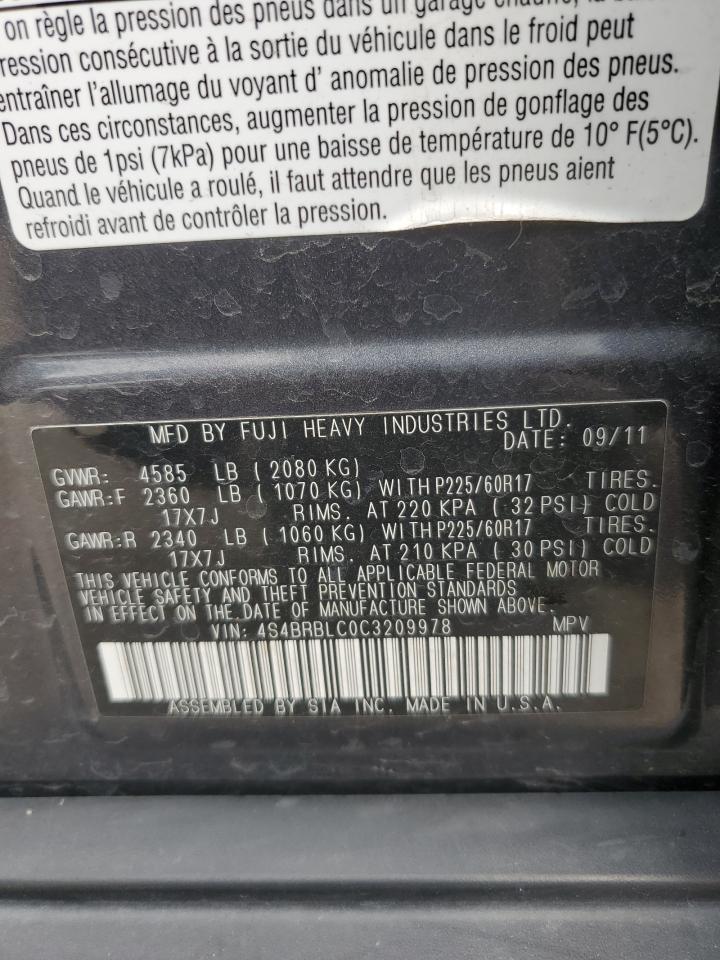 on règle la pression des pneus dans un garage
ression consécutive à la sortie du véhicule dans le froid peut
entraîner l'allumage du voyant d' anomalie de pression des pneus.
Dans ces circonstances, augmenter la pression de gonflage des
pneus de 1psi (7kPa) pour une baisse de température de 10° F(5°C).
Quand le véhicule a roulé, il faut attendre que les pneus aient
refroidi avant de contrôler la pression.
MFD BY FUJI HEAVY INDUSTRIES LTD.
DATE: 09/11
GVWR: 4585 LB (2080 KG)
GAWR:F 2360 LB (1070 KG) WITH P225/60R17 TIRES.
17X7J RIMS. AT 220 KPA (32 PSI) COLD
GAWR:R 2340 LB (1060 KG) WITH P225/60R17 TIRES.
17X7J RIMS. AT 210 KPA (30 PSI) COLD
THIS VEHICLE CONFORMS TO ALL APPLICABLE FEDERAL MOTOR
VEHICLE SAFETY AND THEFT PREVENTION STANDARDS
IN EFFECT ON THE DATE OF MANUFACTURE SHOWN ABOVE.
VIN: 4S4BRBLC0C3209978 MPV
ASSEMBLED BY SIA INC. MADE IN U.S.A.